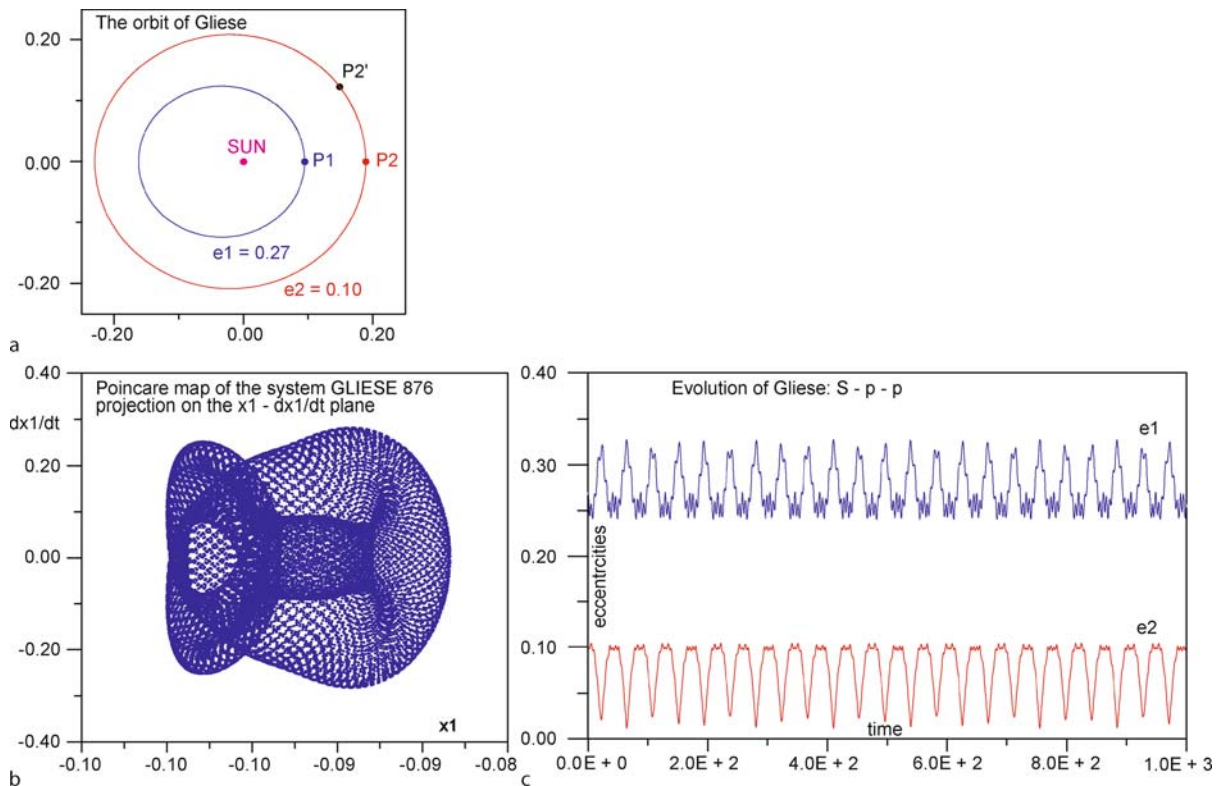 The orbit of Gliese
0.20
P2'
SUN
0.00
P1
P2
e1 = 0.27
-0.20
e2 = 0.10
-0.20
0.00
0.20
a
0.40
Poincare map of the system GLIESE 876
dx1/dt
projection on the x1 - dx1/dt plane
0.20
0.00
-0.20
x1
-0.40
-0.10
-0.10
-0.10
-0.09
-0.09
-0.08
b
0.40
Evolution of Gliese: S - p - p
e1
0.30
0.20
eccentrcities
e2
0.10
time
0.00
0.0E + 0
2.0E + 2
4.0E + 2
6.0E + 2
8.0E + 2
1.0E + 3
c